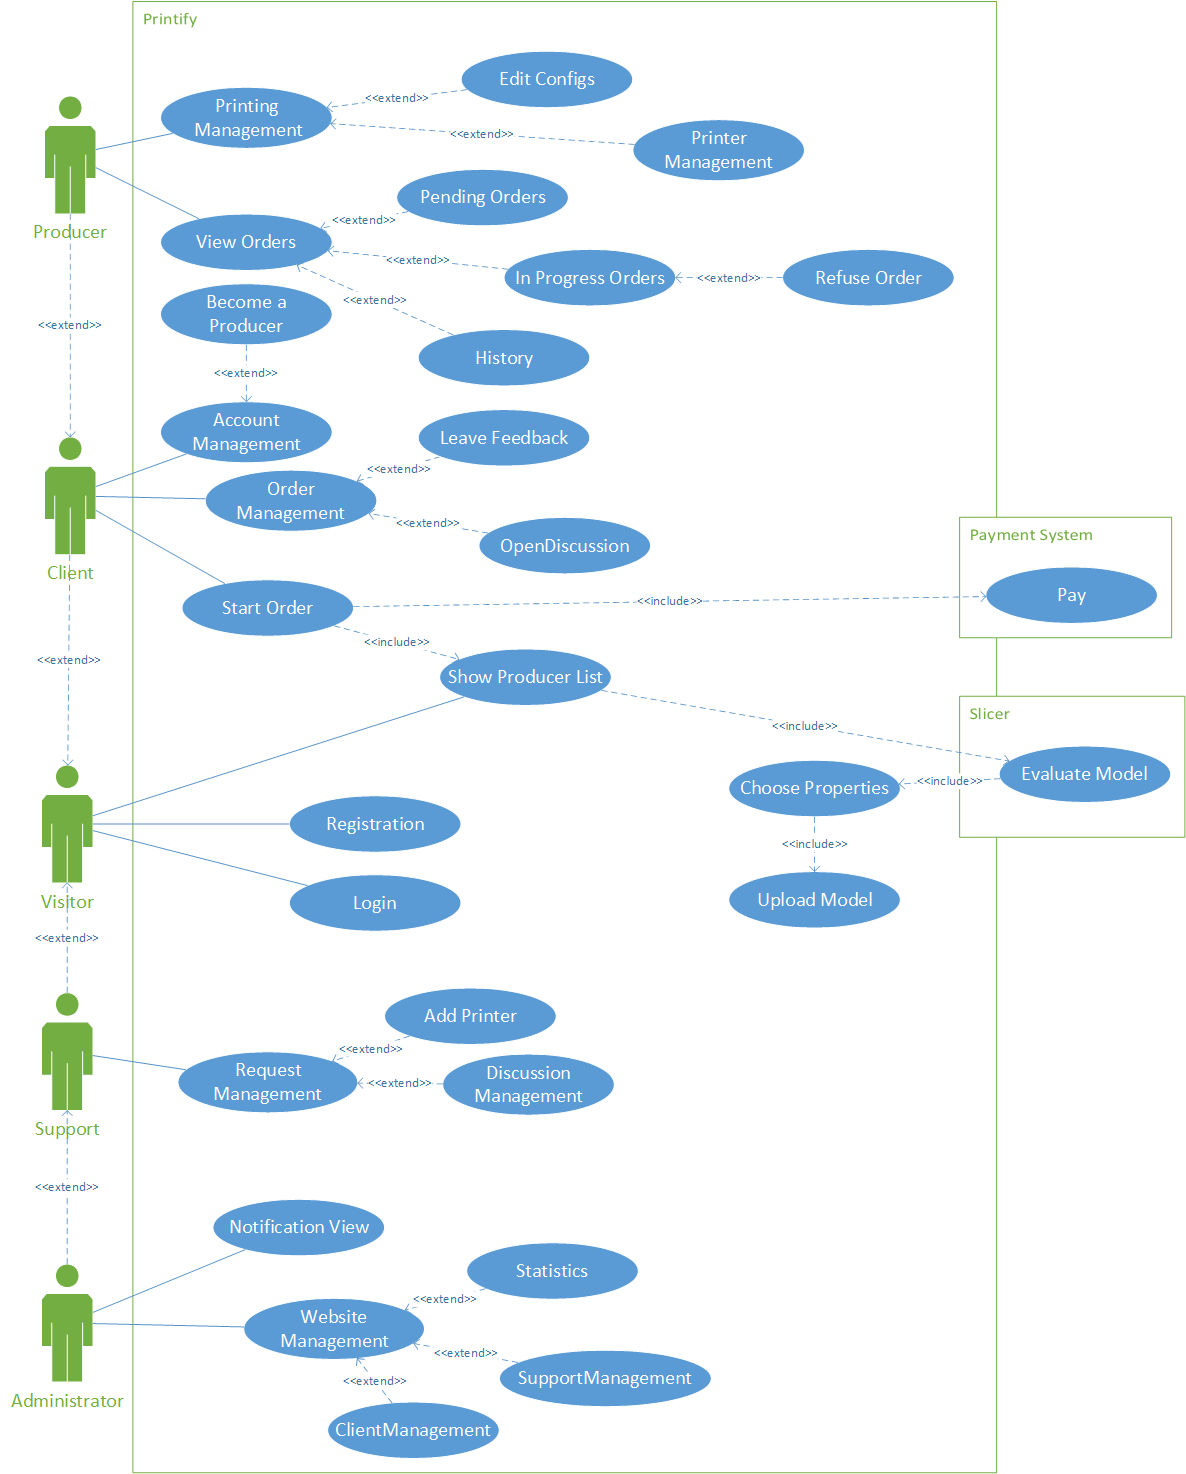 Printify
Edit Configs
<<extend>>
Printing
Management
<<extend>>
Printer
Management
Pending Orders
<<extend>>
Producer
View Orders
<<extend>>
In Progress Orders
<<extend>>
Refuse Order
Become a
Producer
<<extend>>
<<extend>>
History
<<extend>>
Account
Management
Leave Feedback
<<extend>>
Order
Management
<<extend>>
OpenDiscussion
Payment System
Client
Pay
Start Order
<<include>>
<<include>>
<<extend>>
Show Producer List
Slicer
<<include>>
Evaluate Model
<<include>>
Choose Properties
Registration
<<include>>
Visitor
Login
Upload Model
<<extend>>
Add Printer
<<extend>>
Request
Management
<<extend>>
Discussion
Management
Support
<<extend>>
Notification View
Statistics
<<extend>>
Website
Management
<<extend>>
SupportManagement
<<extend>>
Administrator
ClientManagement